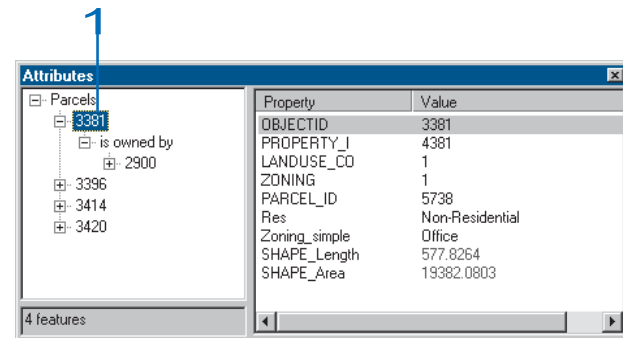 1
Attributes
Parcels
3381
is owned by
2900
3396
3414
3420
4 features
Property Value
OBJECTID 3381
PROPERTY_I 4381
LANDUSE_CO 1
ZONING 1
PARCEL_ID 5738
Res Non-Residential
Zoning_simple Office
SHAPE_Length 577.8264
SHAPE_Area 19382.0803